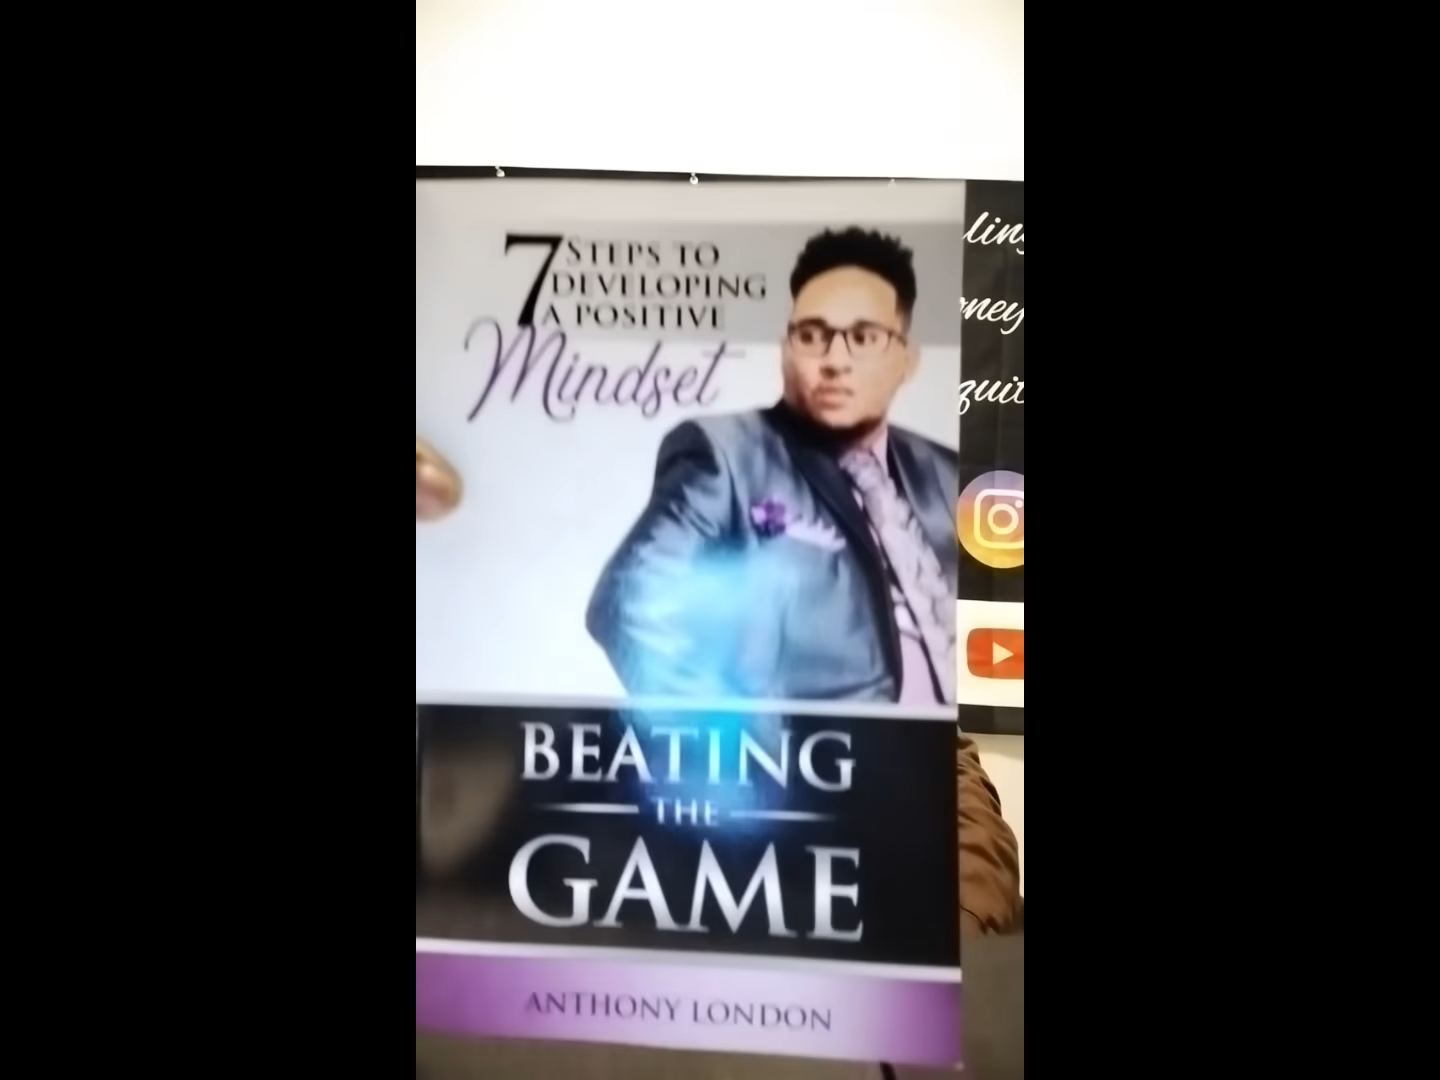 7 STEPS TO
DEVELOPING
A POSITIVE
Mindset
BEATING
THE
GAME
ANTHONY LONDON